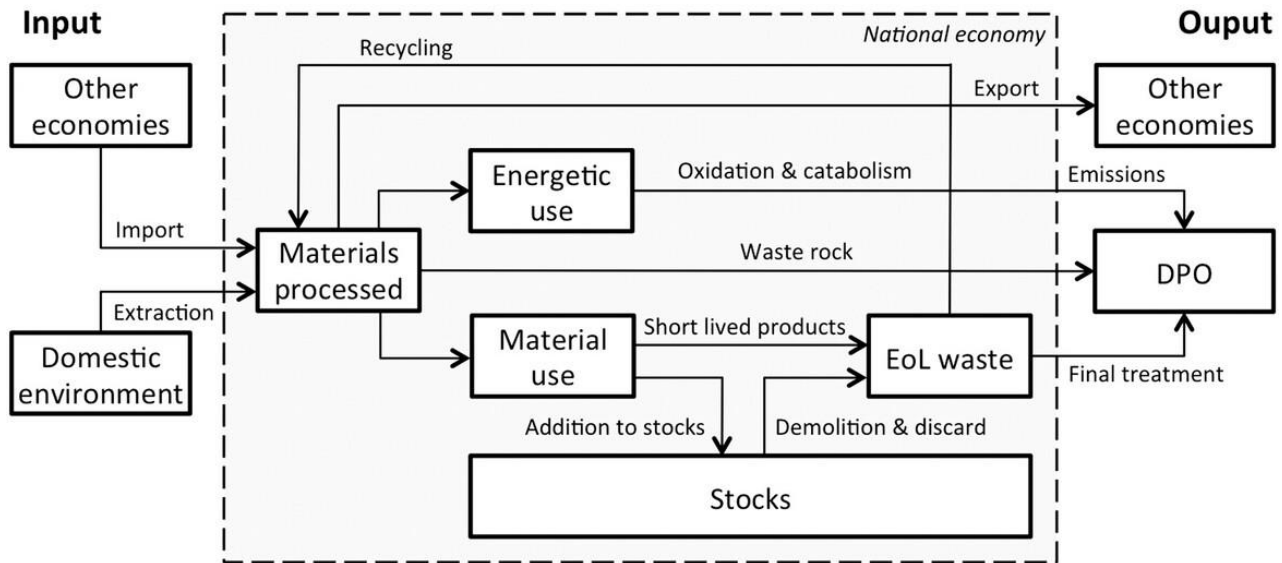 Input
Ouput
National economy
Recycling
Export
Other
economies
Other
economies
Energetic
use
Oxidation & catabolism
Emissions
Import
Materials
processed
Waste rock
DPO
Extraction
Domestic
environment
Material
use
Short lived products
EoL waste
Final treatment
Addition to stocks
Demolition & discard
Stocks